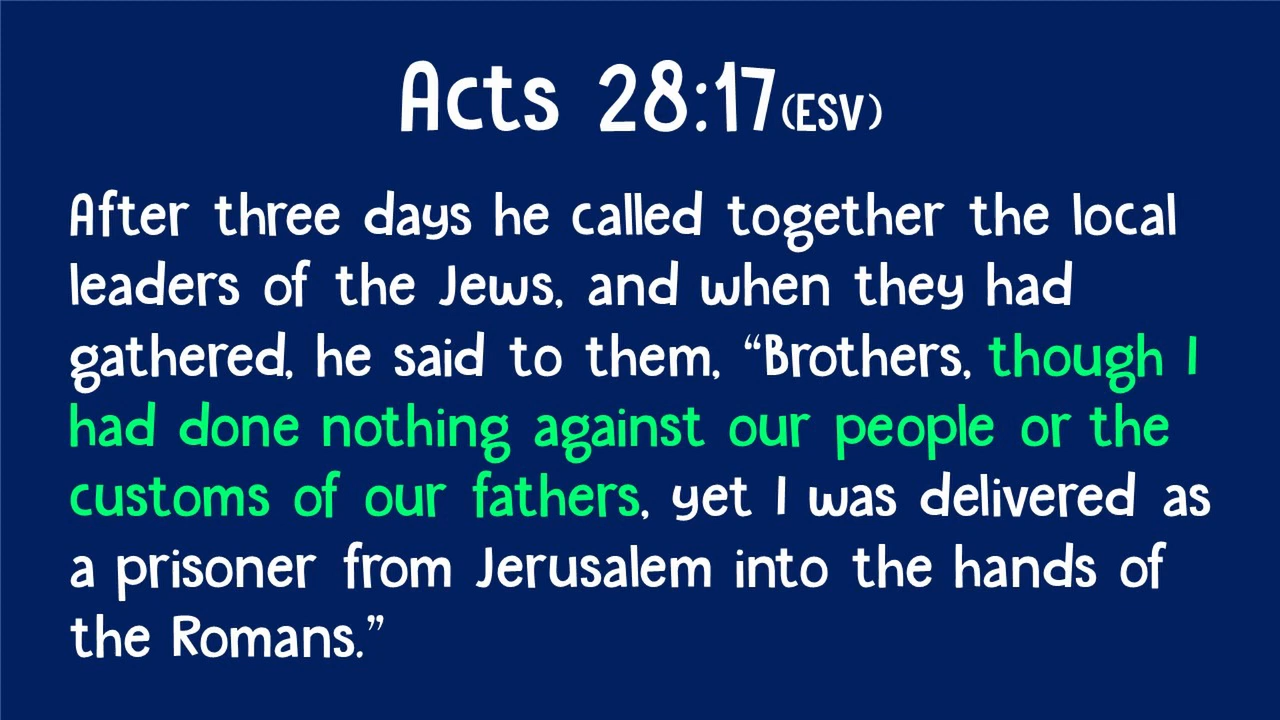 Acts 28:17(ESV)
After three days he called together the local
leaders of the Jews, and when they had
gathered, he said to them, “Brothers, though I
had done nothing against our people or the
customs of our fathers, yet I was delivered as
a prisoner from Jerusalem into the hands of
the Romans.”